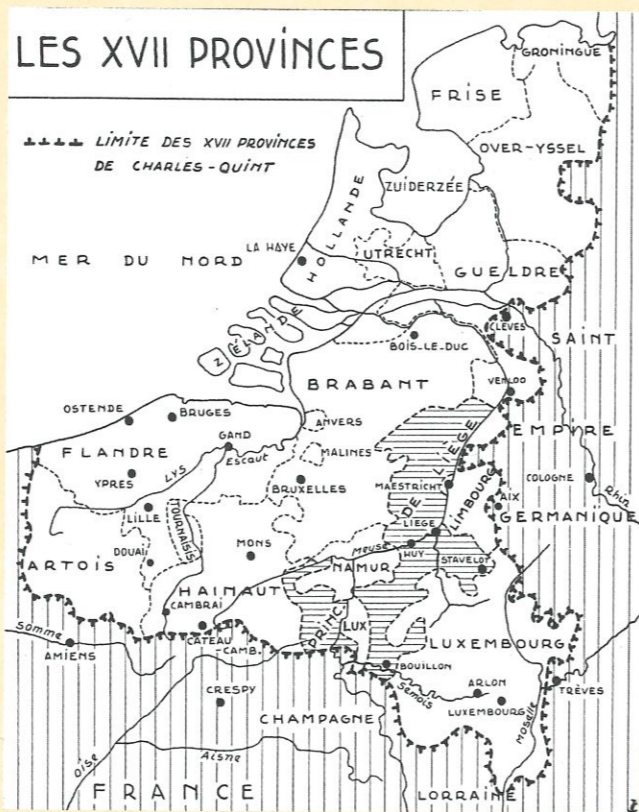 LES XVII PROVINCES
LIMITE DES XVII PROVINCES
DE CHARLES-QUINT
GRONINGUE
FRISE
OVER-YSSEL
ZUIDERZÉE
HOLLANDE
LA HAYE
UTRECHT
MER DU NORD
GUELDRE
ZÉLANDE
CLÈVES
SAINT
BOIS-LE-DUC
BRABANT
VENLOO
OSTENDE
BRUGES
ANVERS
EMPIRE
GAND
FLANDRE
Escaut
MALINES
LIÉGE
YPRES
LYS
BRUXELLES
MAESTRICHT
COLOGNE
Rhin
LILLE
TOURNAISIS
DE
LIMBOURG
AIX
GERMANIQUE
LIEGE
DOUAI
MONS
Meuse
HUY
ARTOIS
NAMUR
STAVELOT
HAINAUT
CAMBRAI
PRINC
LUX
LUXEMBOURG
Somme
CATEAU
-CAMB.
AMIENS
BOUILLON
TRÈVES
CRESPY
Semois
ARLON
LUXEMBOURG
Moselle
CHAMPAGNE
Oise
Aisne
LORRAINE
FRANCE